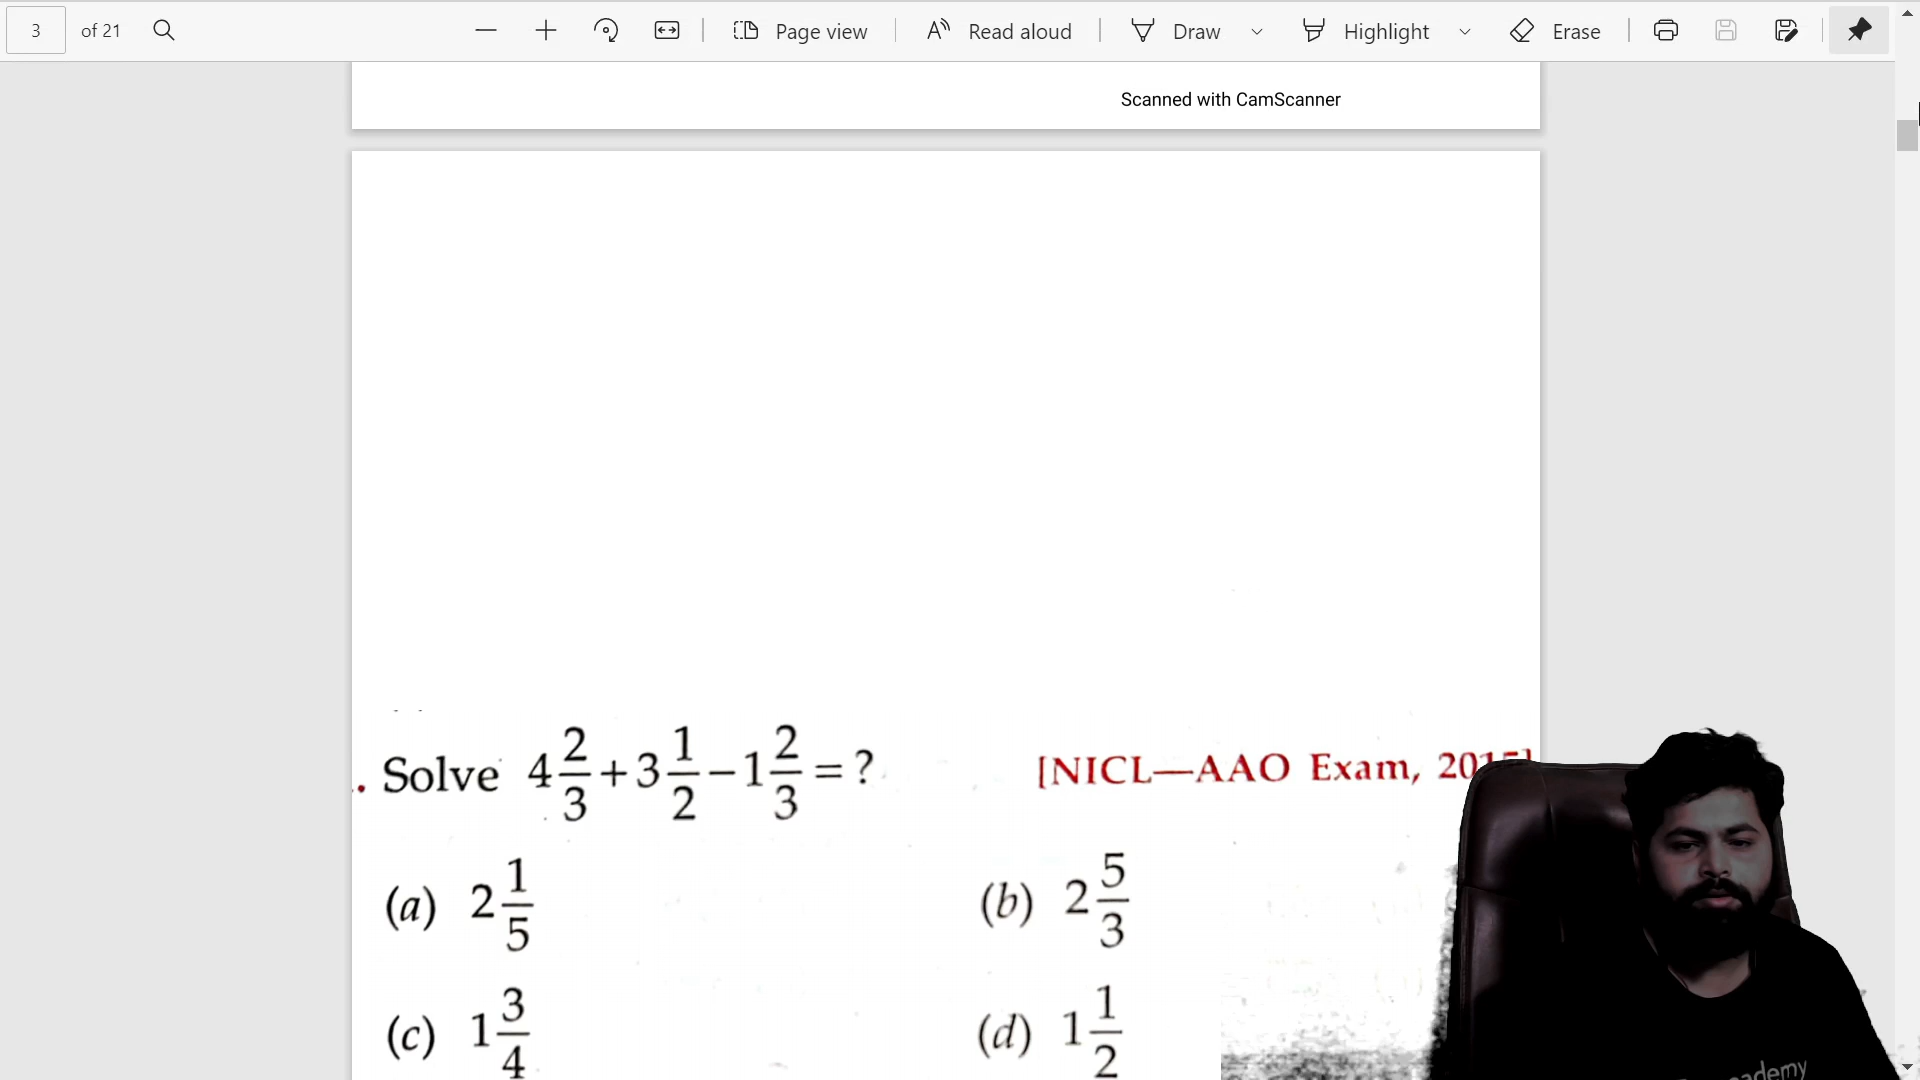 3 of 21 Page view Read aloud Draw Highlight Erase
Scanned with CamScanner
. Solve 4 2/3 + 3 1/2 − 1 2/3 = ? [NICL—AAO Exam, 2015]
(a) 2 1/5 (b) 2 5/3
(c) 1 3/4 (d) 1 1/2